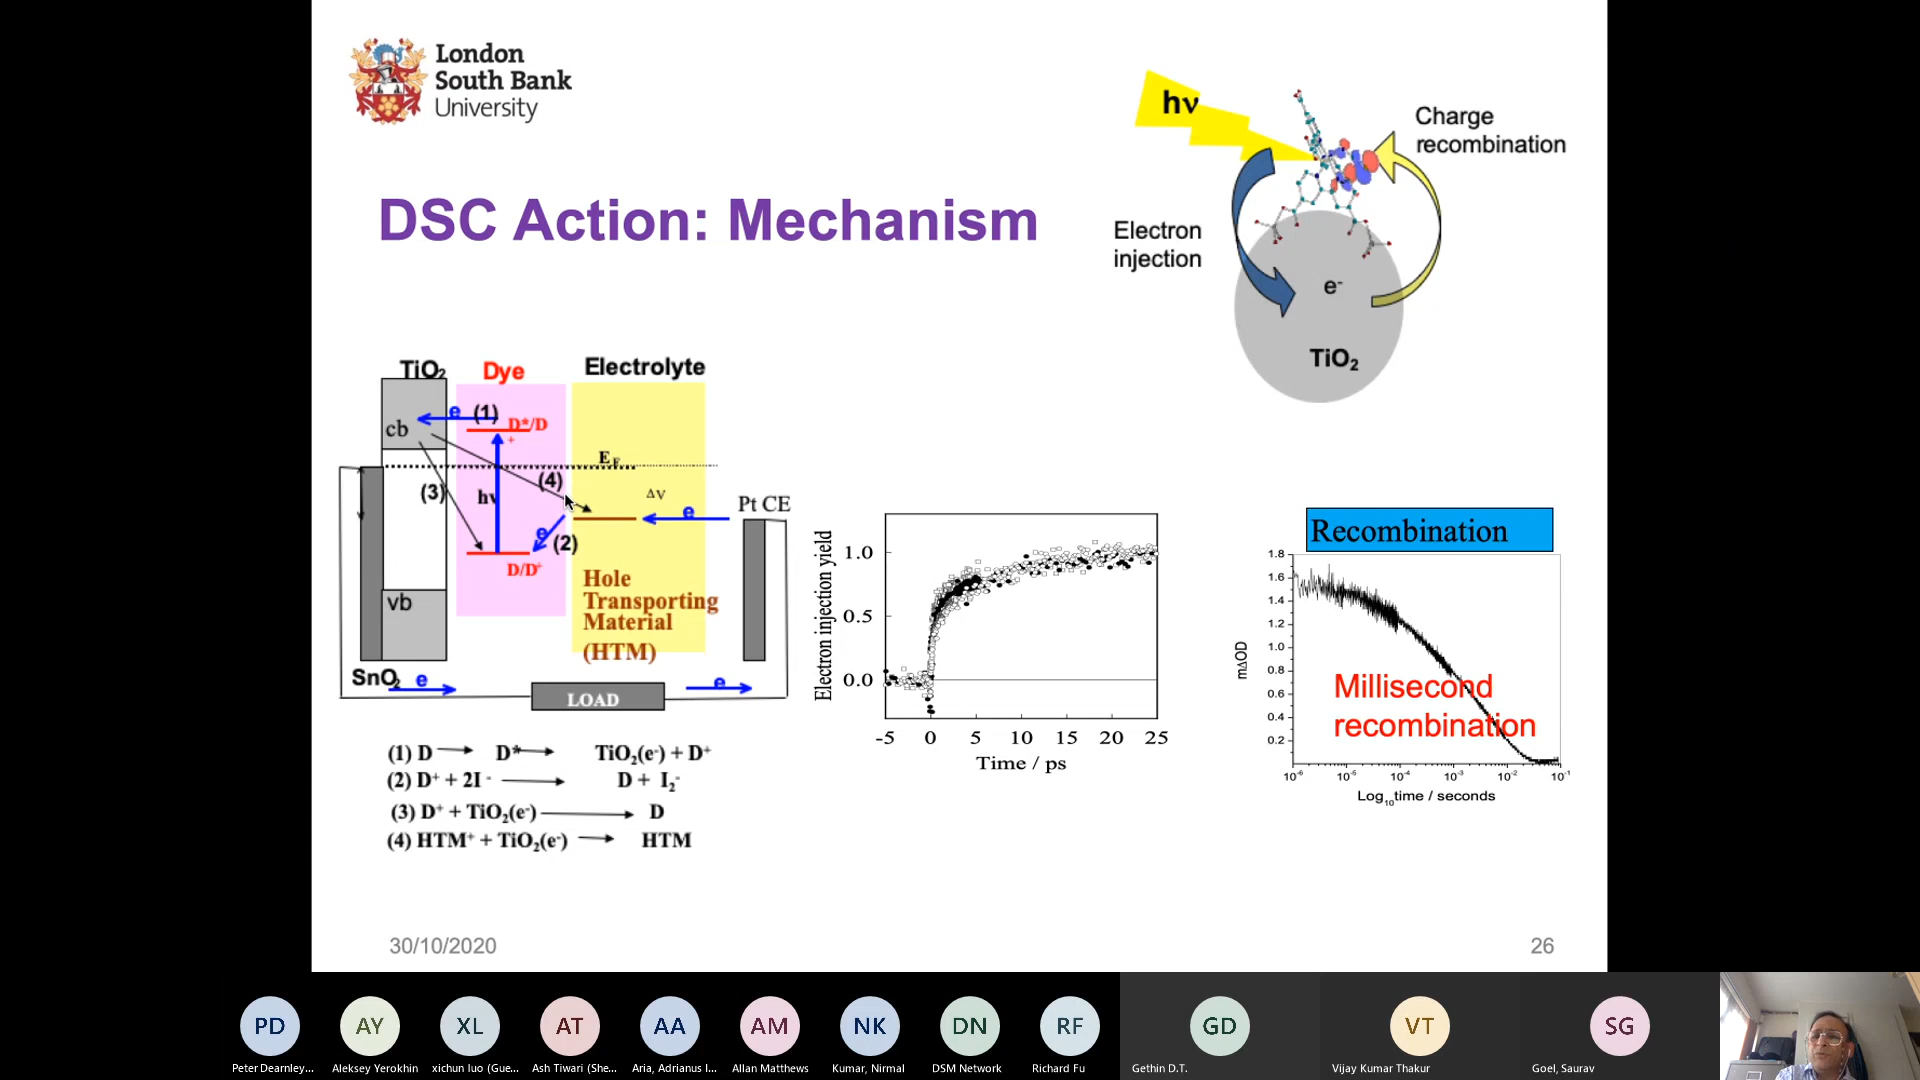 London
South Bank
University
hν
Charge
recombination
DSC Action: Mechanism
Electron
injection
e-
TiO2
TiO2
Dye
Electrolyte
e (1)
D*/D
+
cb
EF
(3)
hν
(4)
ΔV
Pt CE
e
e
(2)
D/D+
Hole
Transporting
Material
(HTM)
vb
SnO2
e
e
LOAD
(1) D D* TiO2(e-) + D+
(2) D+ + 2I- D + I2-
(3) D+ + TiO2(e-) D
(4) HTM+ + TiO2(e-) HTM
Electron injection yield
1.0
0.5
0.0
-5 0 5 10 15 20 25
Time / ps
Recombination
1.8
1.6
1.4
1.2
1.0
0.8
0.6
0.4
0.2
mΔOD
Millisecond
recombination
10-6 10-5 10-4 10-3 10-2 10-1
Log10time / seconds
30/10/2020
26
PD AY XL AT AA AM NK DN RF GD VT SG
Peter Dearnley... Aleksey Yerokhin xichun luo (Gue... Ash Tiwari (She... Aria, Adrianus I... Allan Matthews Kumar, Nirmal DSM Network Richard Fu Gethin D.T. Vijay Kumar Thakur Goel, Saurav